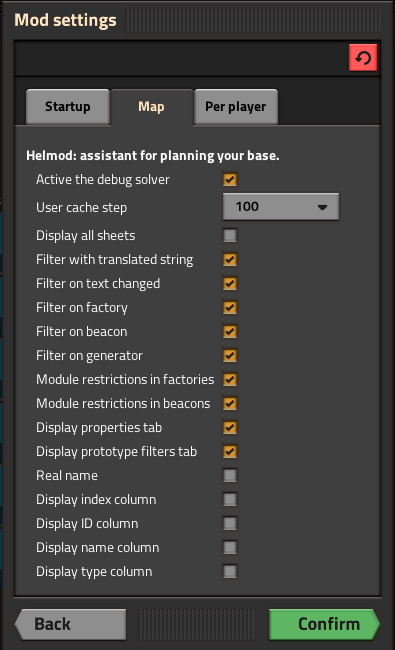 Mod settings
Startup Map Per player
Helmod: assistant for planning your base.
Active the debug solver
User cache step 100
Display all sheets
Filter with translated string
Filter on text changed
Filter on factory
Filter on beacon
Filter on generator
Module restrictions in factories
Module restrictions in beacons
Display properties tab
Display prototype filters tab
Real name
Display index column
Display ID column
Display name column
Display type column
Back Confirm